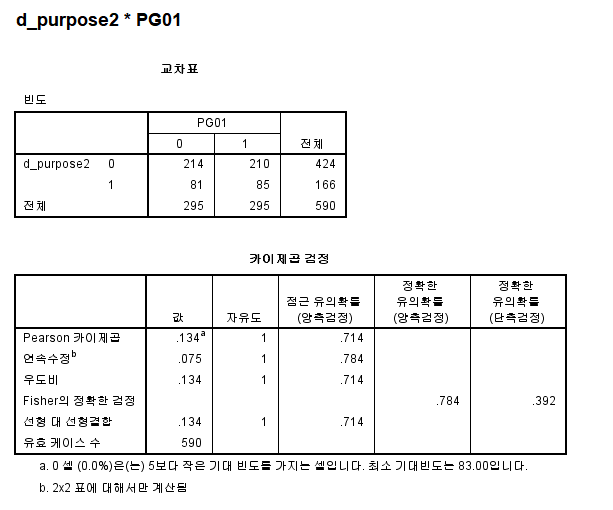 d_purpose2 * PG01
교차표
빈도
PG01
0 1 전체
d_purpose2 0 214 210 424
1 81 85 166
전체 295 295 590
카이제곱 검정
값 자유도 점근 유의확률 (양측검정) 정확한 유의확률 (양측검정) 정확한 유의확률 (단측검정)
Pearson 카이제곱 .134a 1 .714
연속수정b .075 1 .784
우도비 .134 1 .714
Fisher의 정확한 검정 .784 .392
선형 대 선형결합 .134 1 .714
유효 케이스 수 590
a. 0 셀 (0.0%)은(는) 5보다 작은 기대 빈도를 가지는 셀입니다. 최소 기대빈도는 83.00입니다.
b. 2x2 표에 대해서만 계산됨